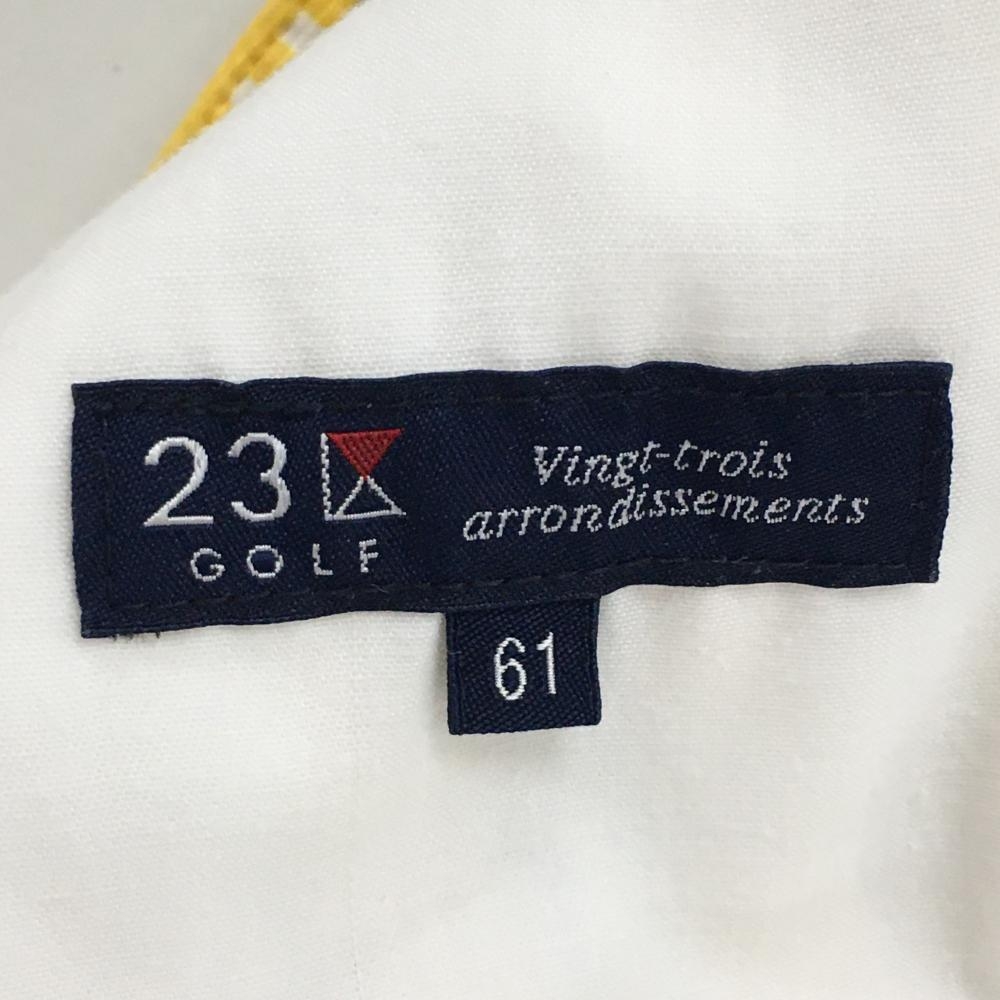 23
GOLF
Vingt-trois
arrondissements
61